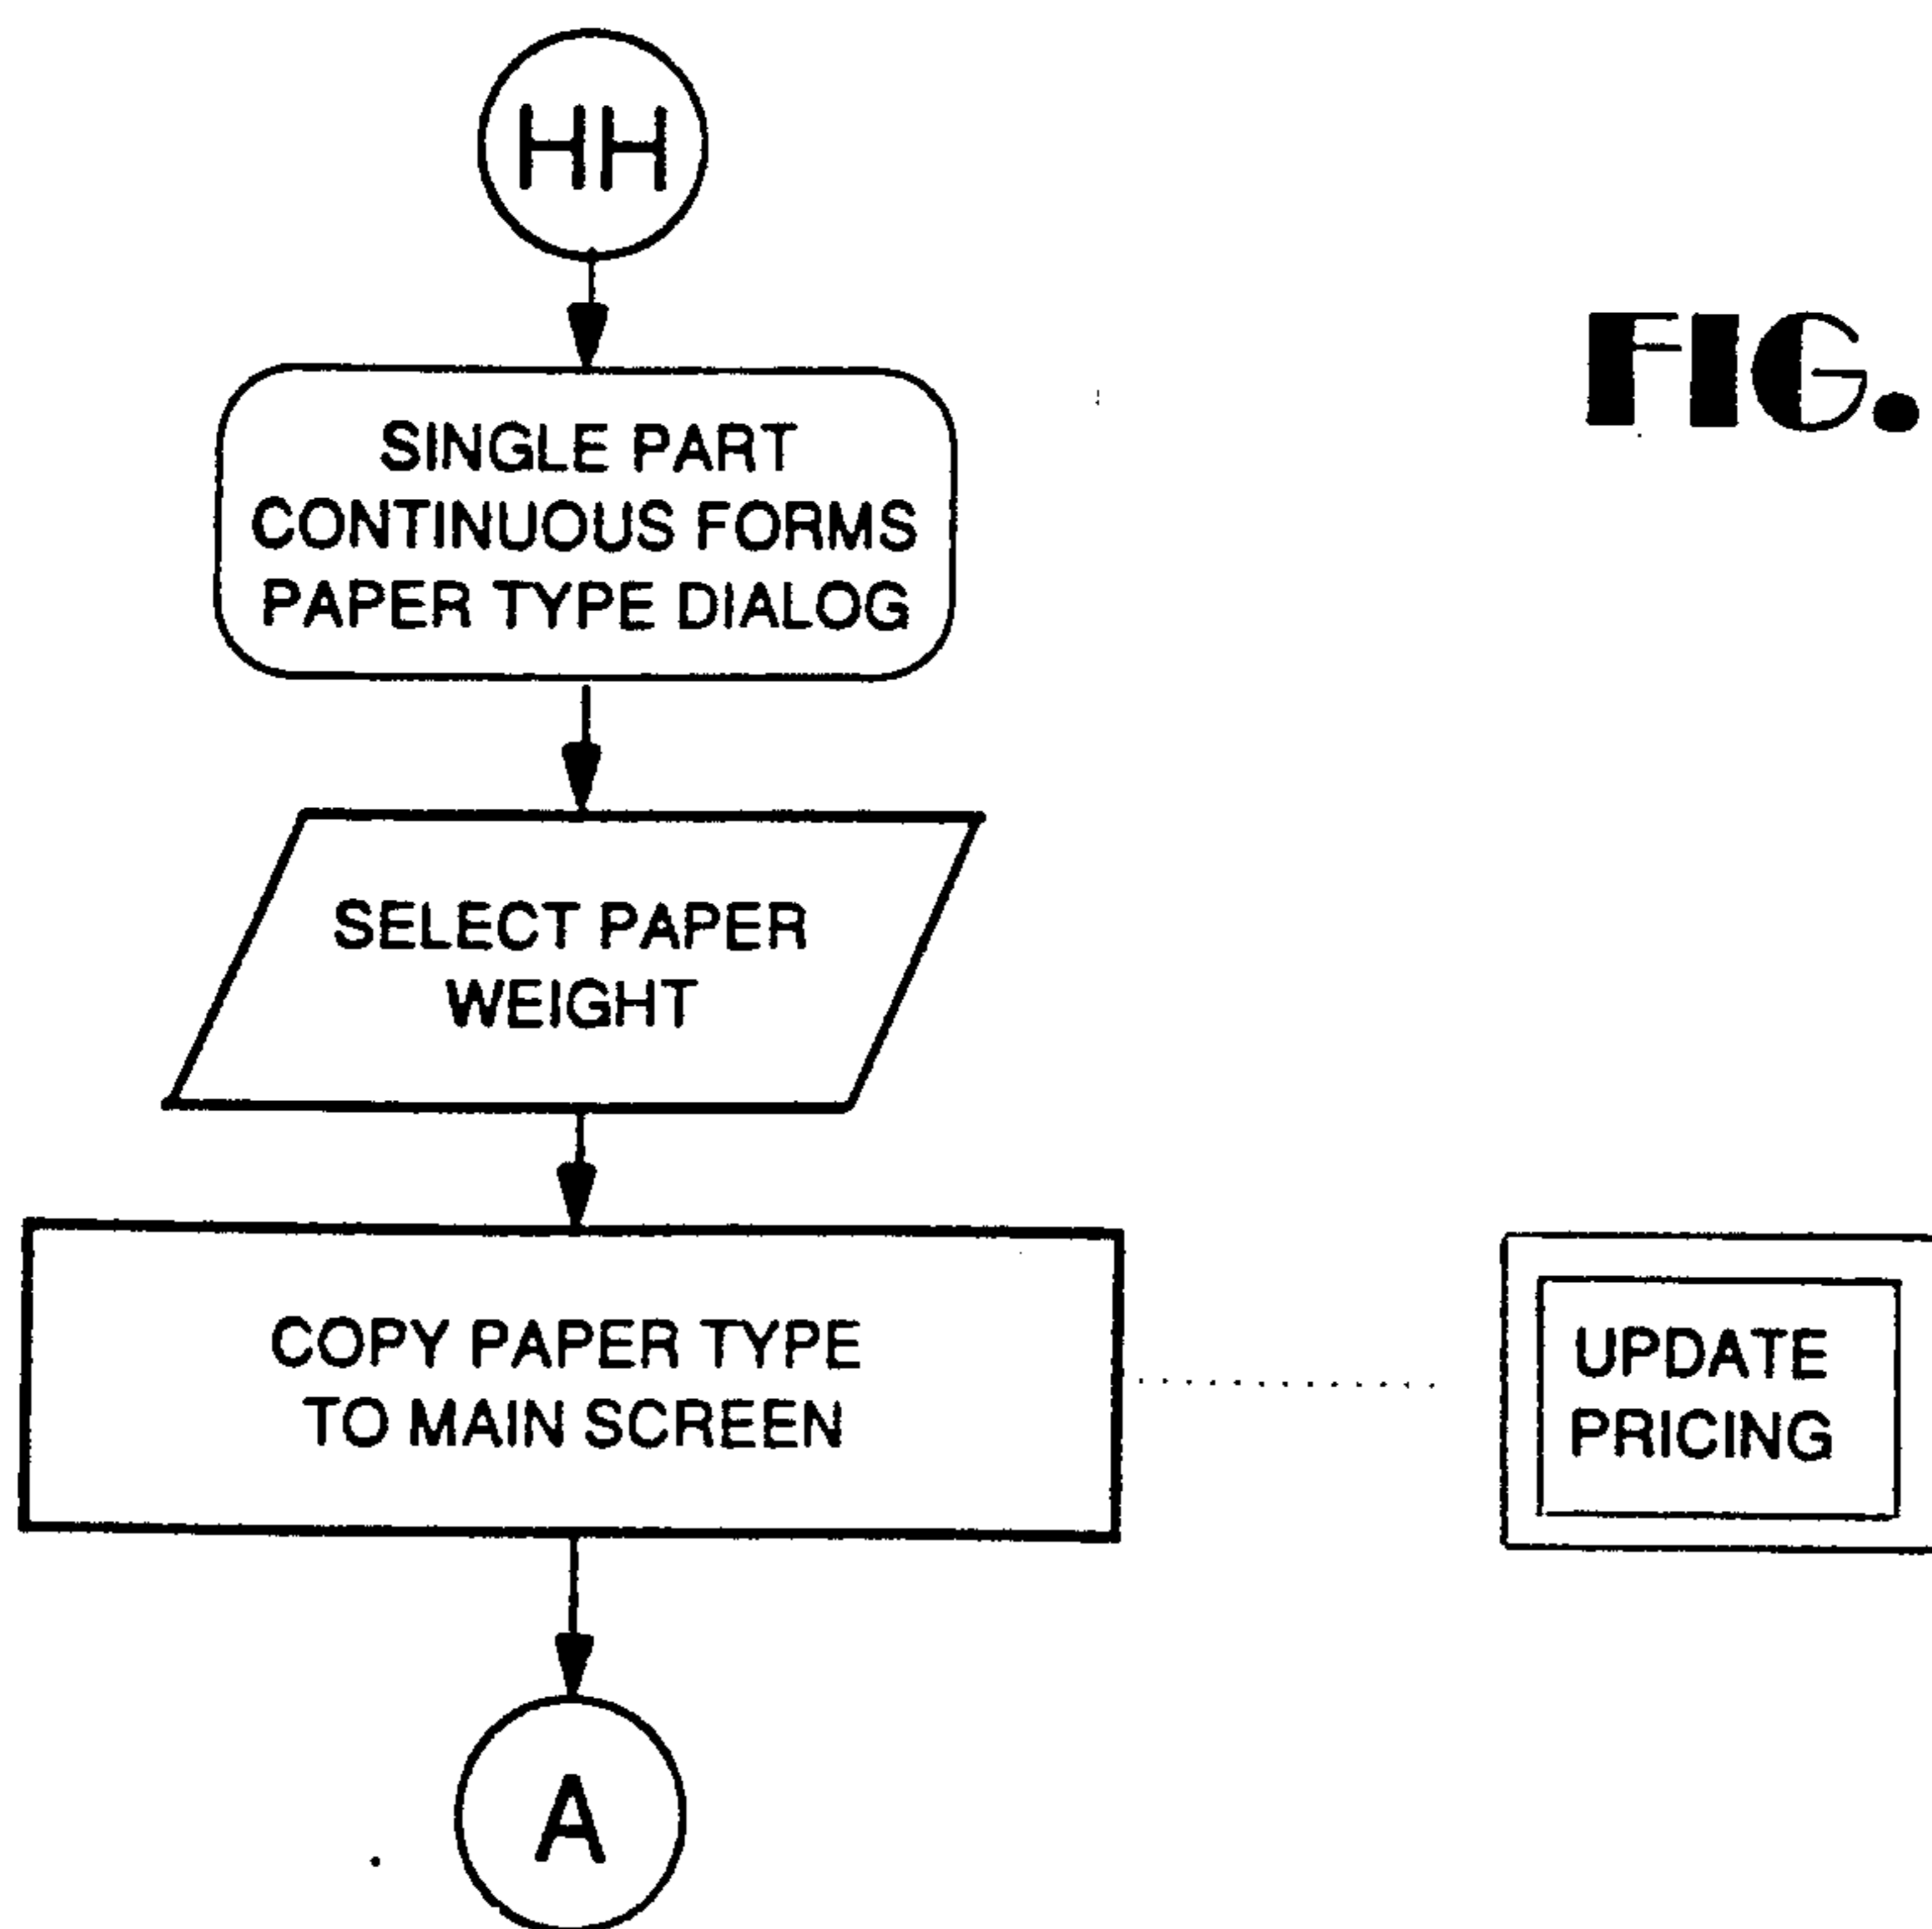 HH
FIG.
SINGLE PART
CONTINUOUS FORMS
PAPER TYPE DIALOG
SELECT PAPER
WEIGHT
COPY PAPER TYPE
TO MAIN SCREEN
UPDATE
PRICING
A